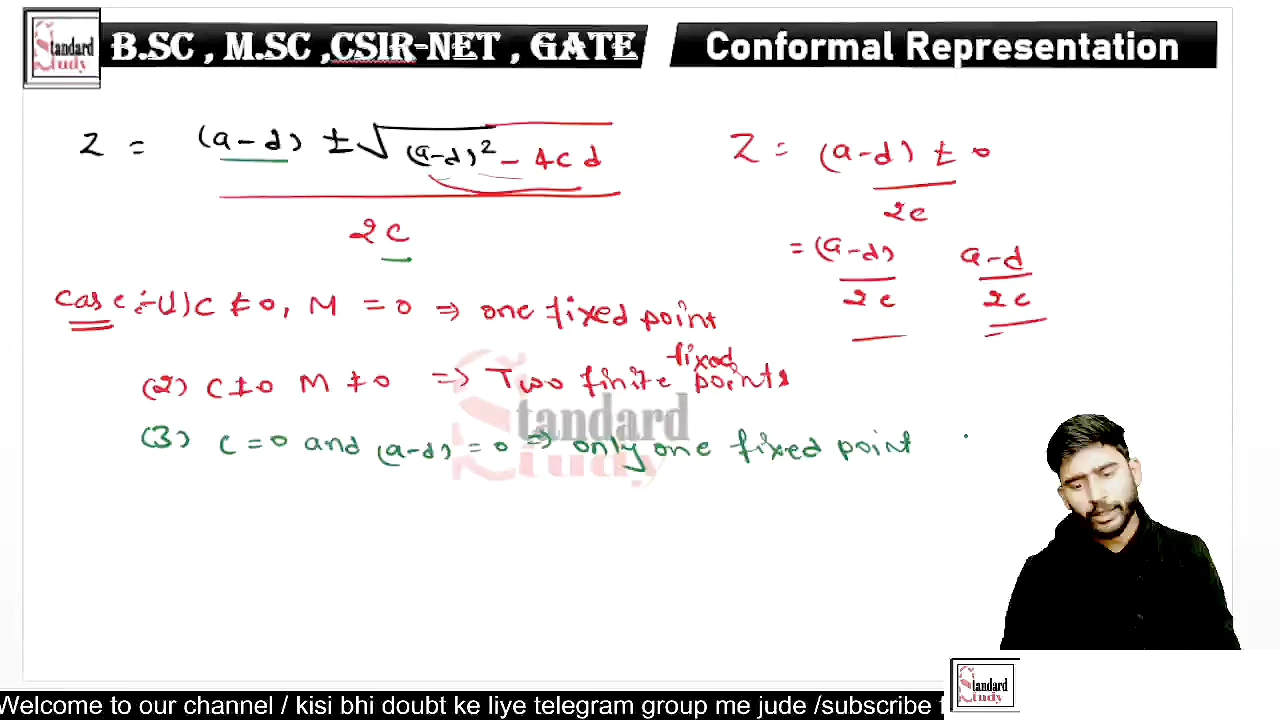 Standard Study
B.SC , M.SC ,CSIR-NET , GATE
Conformal Representation
Z = (a-d) ± √(a-d)² - 4cd / 2c
Z = (a-d) ± 0 / 2c
= (a-d) / 2c a-d / 2c
Case:-(1) C ≠ 0, M = 0 ⇒ one fixed point
(2) C ≠ 0 M ≠ 0 ⇒ Two finite fixed points
(3) C = 0 and (a-d) = 0 ⇒ only one fixed point
Standard Study
Standard Study
Welcome to our channel / kisi bhi doubt ke liye telegram group me jude /subscribe